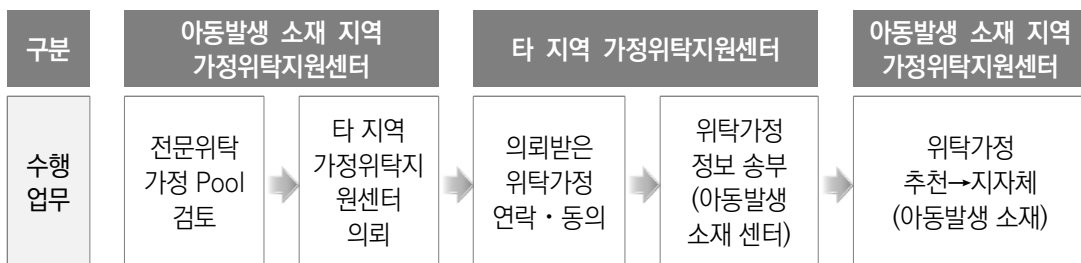 구분
아동발생 소재 지역
가정위탁지원센터
타 지역 가정위탁지원센터
아동발생 소재 지역
가정위탁지원센터
수행
업무
전문위탁
가정 Pool
검토
타 지역
가정위탁지
원센터
의뢰
의뢰받은
위탁가정
연락・동의
위탁가정
정보 송부
(아동발생
소재 센터)
위탁가정
추천→지자체
(아동발생 소재)